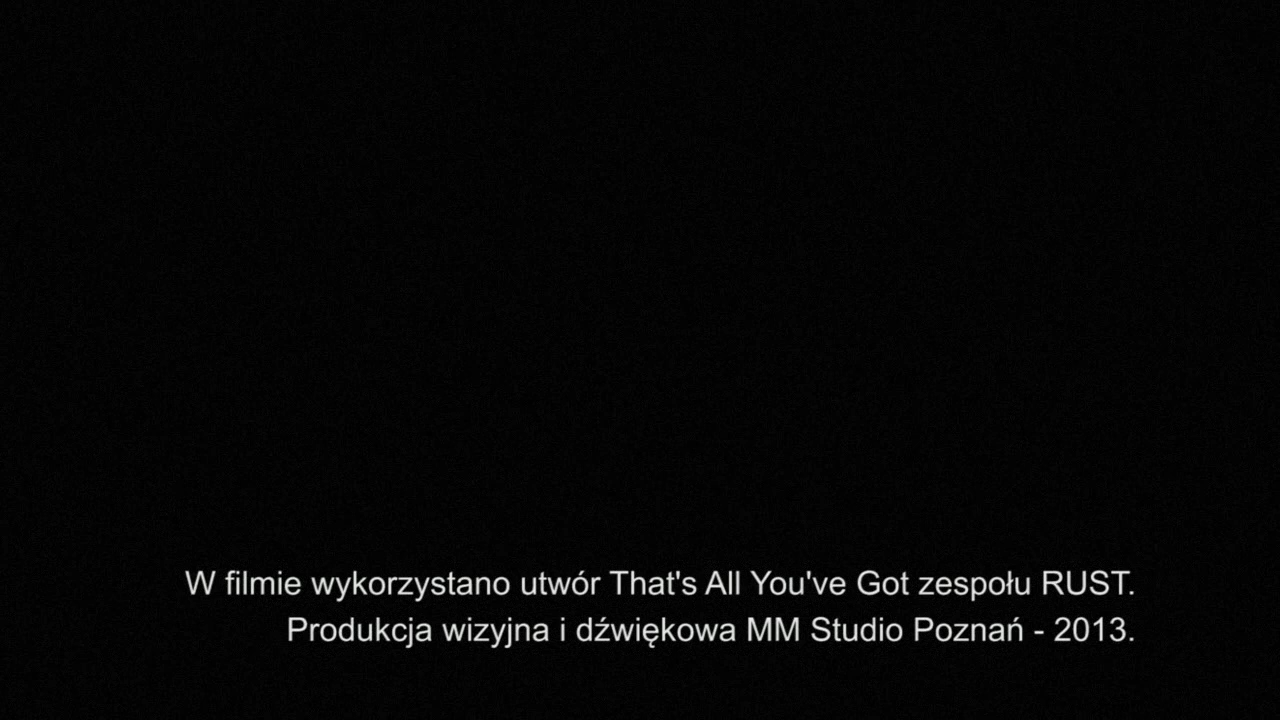 W filmie wykorzystano utwór That's All You've Got zespołu RUST.
Produkcja wizyjna i dźwiękowa MM Studio Poznań - 2013.